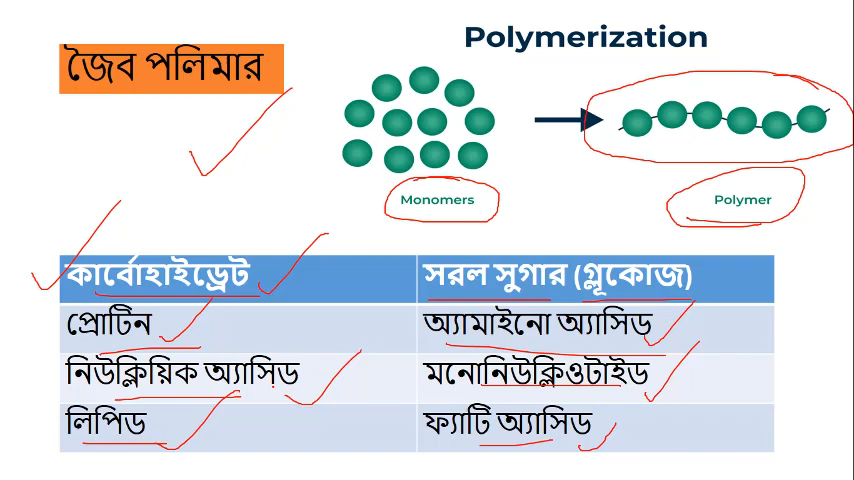 Polymerization
জৈব পলিমার
Monomers
Polymer
কার্বোহাইড্রেট সরল সুগার (গ্লূকোজ)
প্রোটিন অ্যামাইনো অ্যাসিড
নিউক্লিয়িক অ্যাসিড মনোনিউক্লিওটাইড
লিপিড ফ্যাটি অ্যাসিড